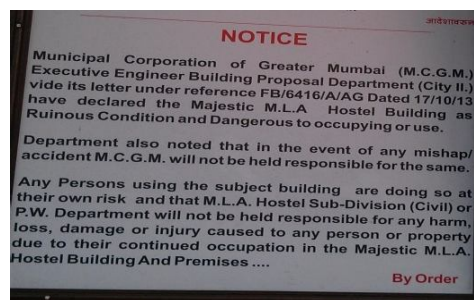 आदेशावरून
NOTICE
Municipal Corporation of Greater Mumbai (M.C.G.M.)
Executive Engineer Building Proposal Department (City II.)
vide its letter under reference FB/6416/A/AG Dated 17/10/13
have declared the Majestic M.L.A Hostel Building as
Ruinous Condition and Dangerous to occupying or use.
Department also noted that in the event of any mishap/
accident M.C.G.M. will not be held responsible for the same.
Any Persons using the subject building are doing so at
their own risk and that M.L.A. Hostel Sub-Division (Civil) or
P.W. Department will not be held responsible for any harm,
loss, damage or injury caused to any person or property
due to their continued occupation in the Majestic M.L.A.
Hostel Building And Premises ....
By Order